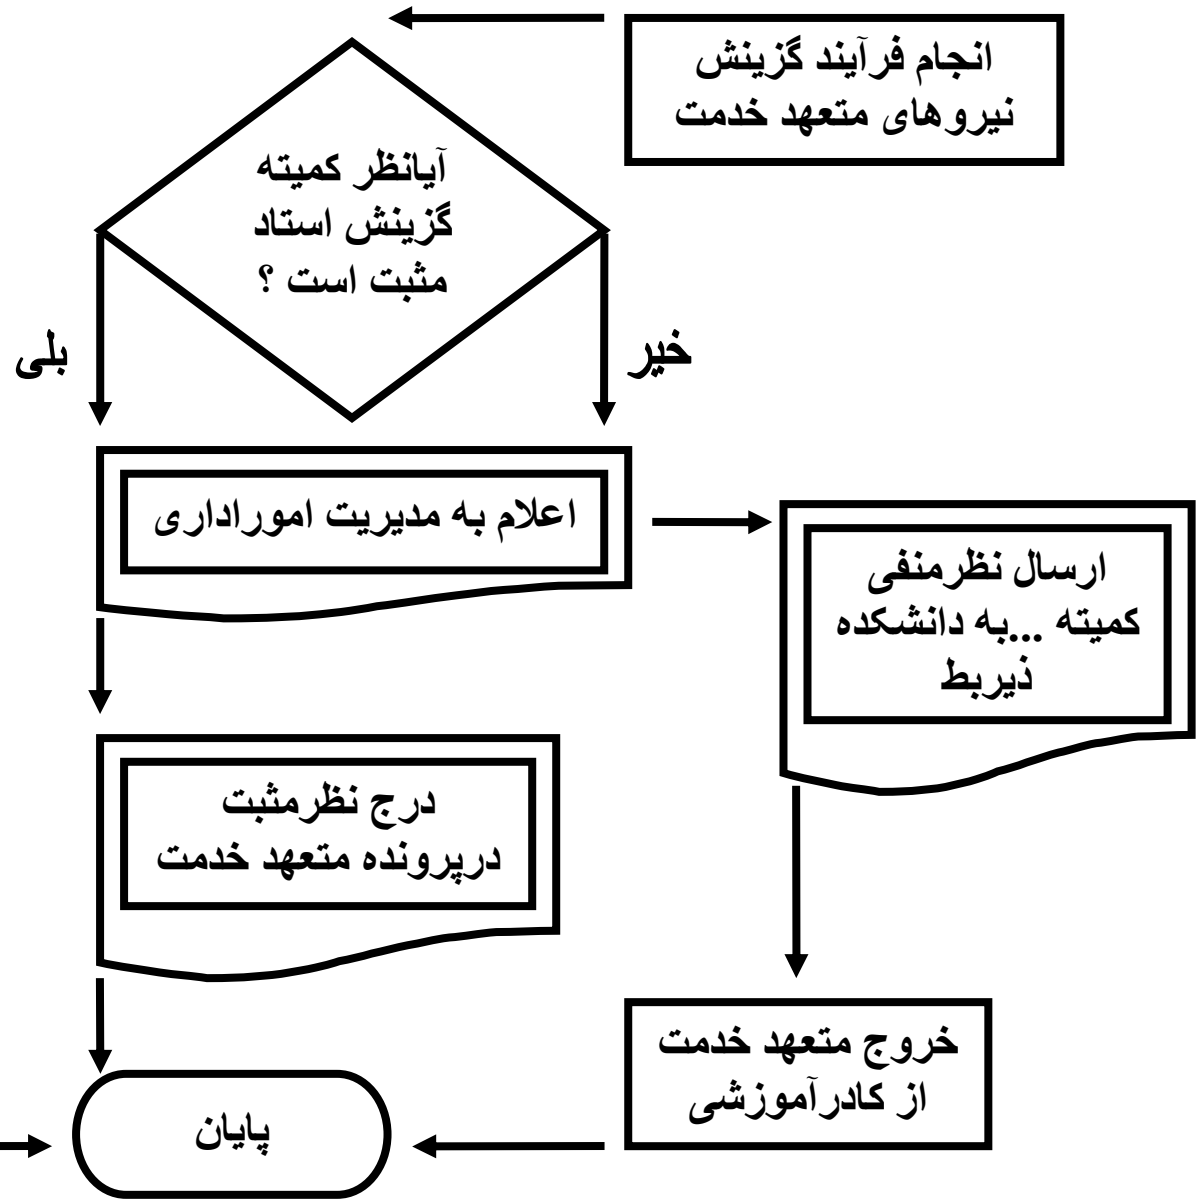 انجام فرآیند گزینش
نیروهای متعهد خدمت
آیانظر کمیته
گزینش استاد
مثبت است ؟
خیر
بلی
اعلام به مدیریت اموراداری
ارسال نظرمنفی
کمیته ...به دانشکده
ذیربط
درج نظرمثبت
درپرونده متعهد خدمت
خروج متعهد خدمت
از کادرآموزشی
پایان